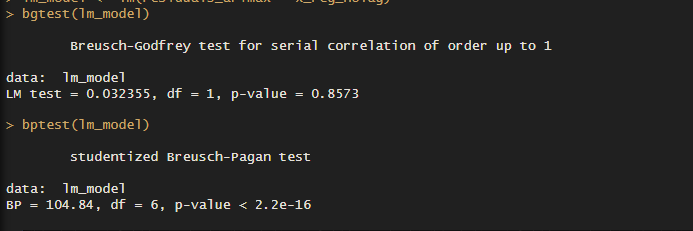 > bgtest(lm_model)
Breusch-Godfrey test for serial correlation of order up to 1
data:  lm_model
LM test = 0.032355, df = 1, p-value = 0.8573
> bptest(lm_model)
studentized Breusch-Pagan test
data:  lm_model
BP = 104.84, df = 6, p-value < 2.2e-16